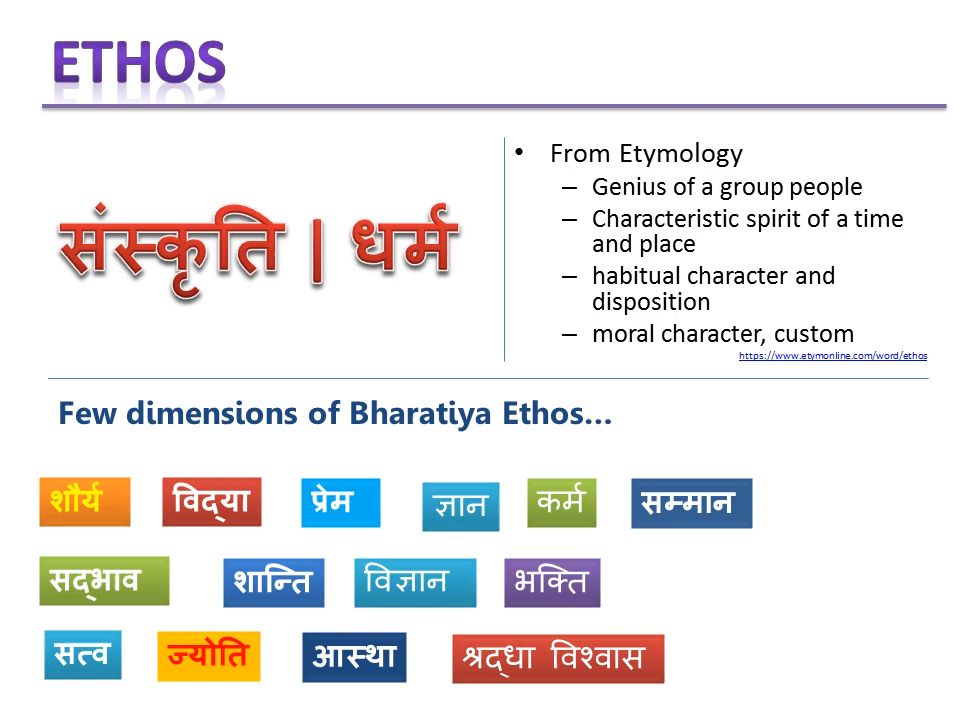 ETHOS
संस्कृति | धर्म
• From Etymology
– Genius of a group people
– Characteristic spirit of a time
and place
– habitual character and
disposition
– moral character, custom
https://www.etymonline.com/word/ethos
Few dimensions of Bharatiya Ethos...
शौर्य विद्‌या प्रेम ज्ञान कर्म सम्मान
सद्‌भाव शान्ति विज्ञान भक्ति
सत्व ज्योति आस्था श्रद्‌धा विश्वास